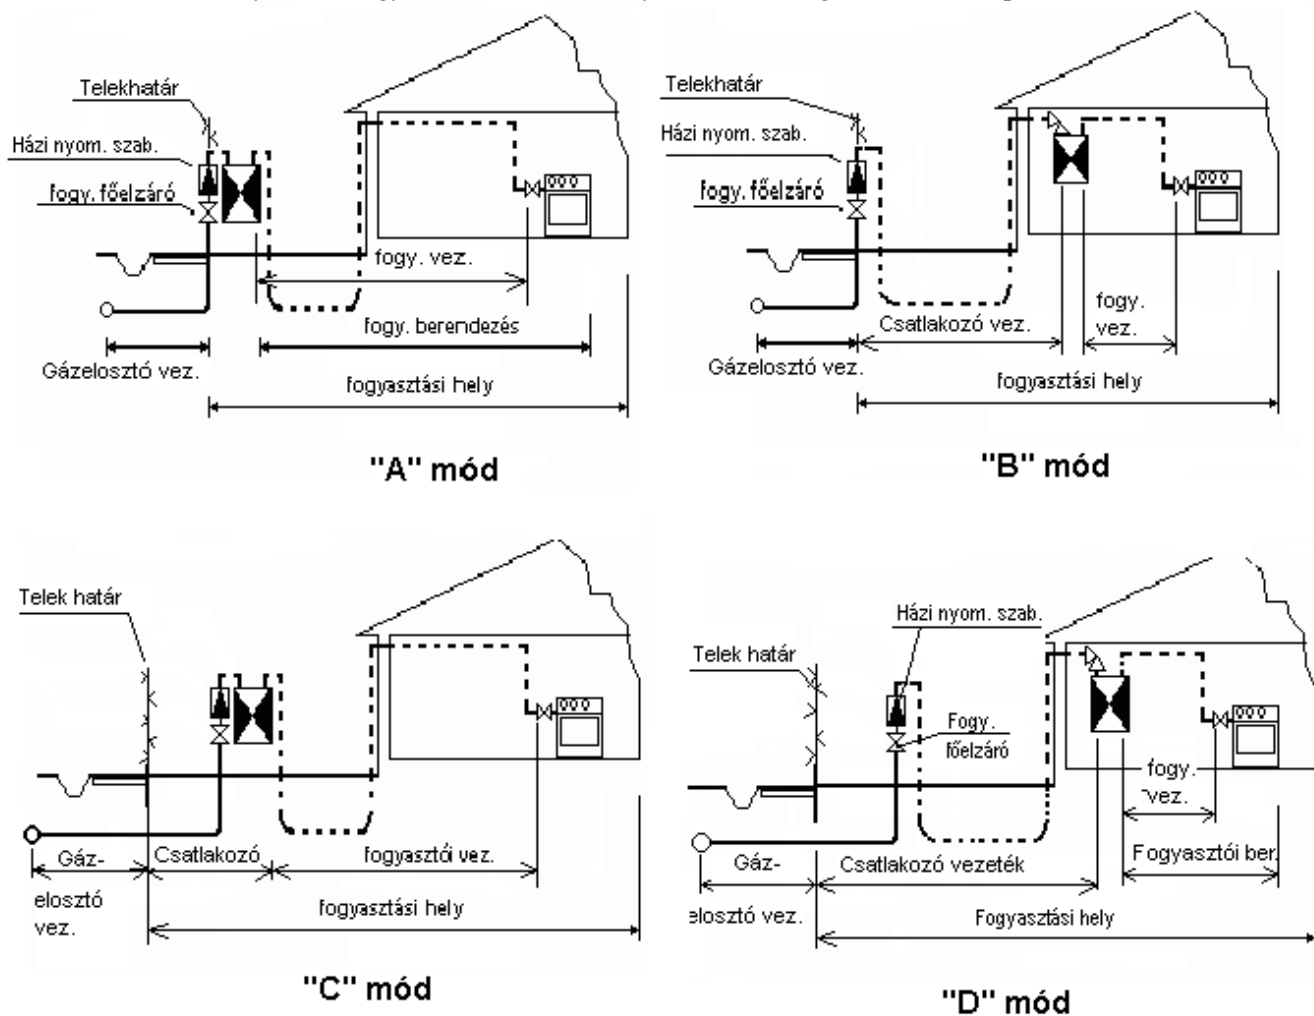 Telekhatár
Házi nyom. szab.
fogy. főelzáró
fogy. vez.
fogy. berendezés
Gázelosztó vez.
fogyasztási hely
"A" mód
Telekhatár
Házi nyom. szab.
fogy. főelzáró
Csatlakozó vez.
fogy.
vez.
Gázelosztó vez.
fogyasztási hely
"B" mód
Telek határ
Gáz-
elosztó
vez.
Csatlakozó
fogyasztói vez.
fogyasztási hely
"C" mód
Házi nyom. szab.
Telek határ
Fogy.
főelzáró
fogy.
vez.
Gáz-
elosztó vez.
Csatlakozó vezeték
Fogyasztói ber.
Fogyasztási hely
"D" mód